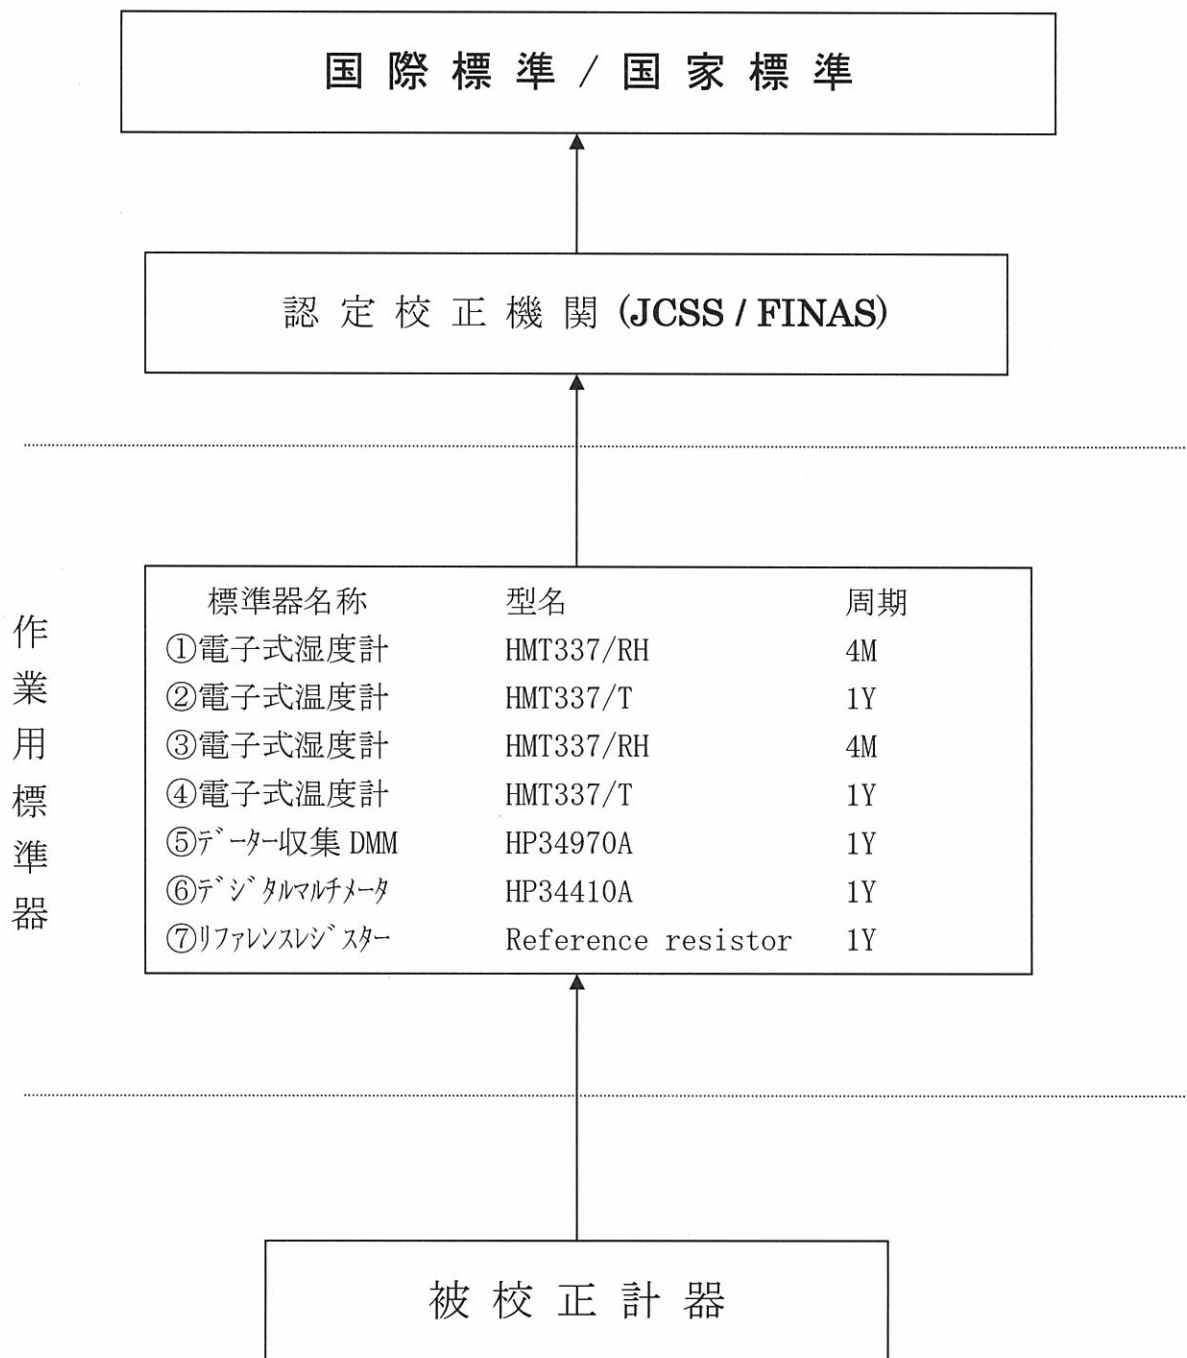 国際標準/国家標準
認定校正機関(JCSS / FINAS)
作業用標準器
標準器名称 型名 周期
①電子式湿度計 HMT337/RH 4M
②電子式温度計 HMT337/T 1Y
③電子式湿度計 HMT337/RH 4M
④電子式温度計 HMT337/T 1Y
⑤ﾃﾞｰﾀｰ収集 DMM HP34970A 1Y
⑥ﾃﾞｼﾞﾀﾙﾏﾙﾁﾒｰﾀ HP34410A 1Y
⑦ﾘﾌｧﾚﾝｽﾚｼﾞｽﾀｰ Reference resistor 1Y
被校正計器